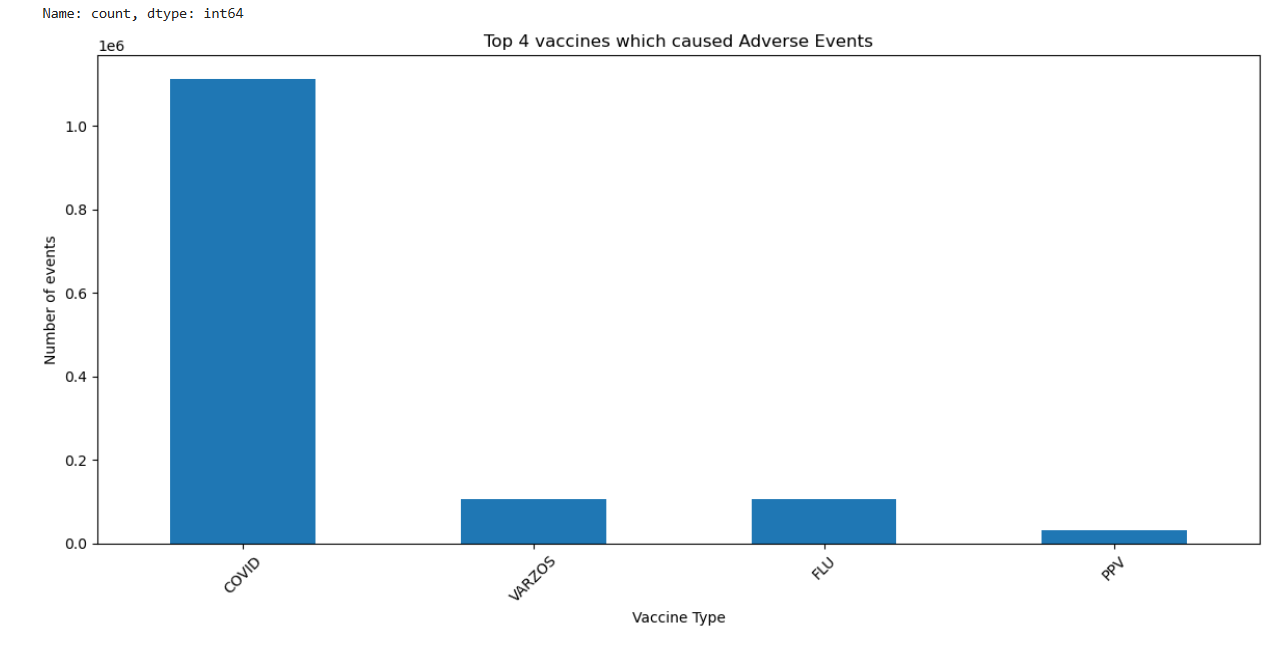 Name: count, dtype: int64
Top 4 vaccines which caused Adverse Events
1e6
1.0
0.8
0.6
0.4
0.2
0.0
Number of events
COVID
VARZOS
FLU
PPV
Vaccine Type